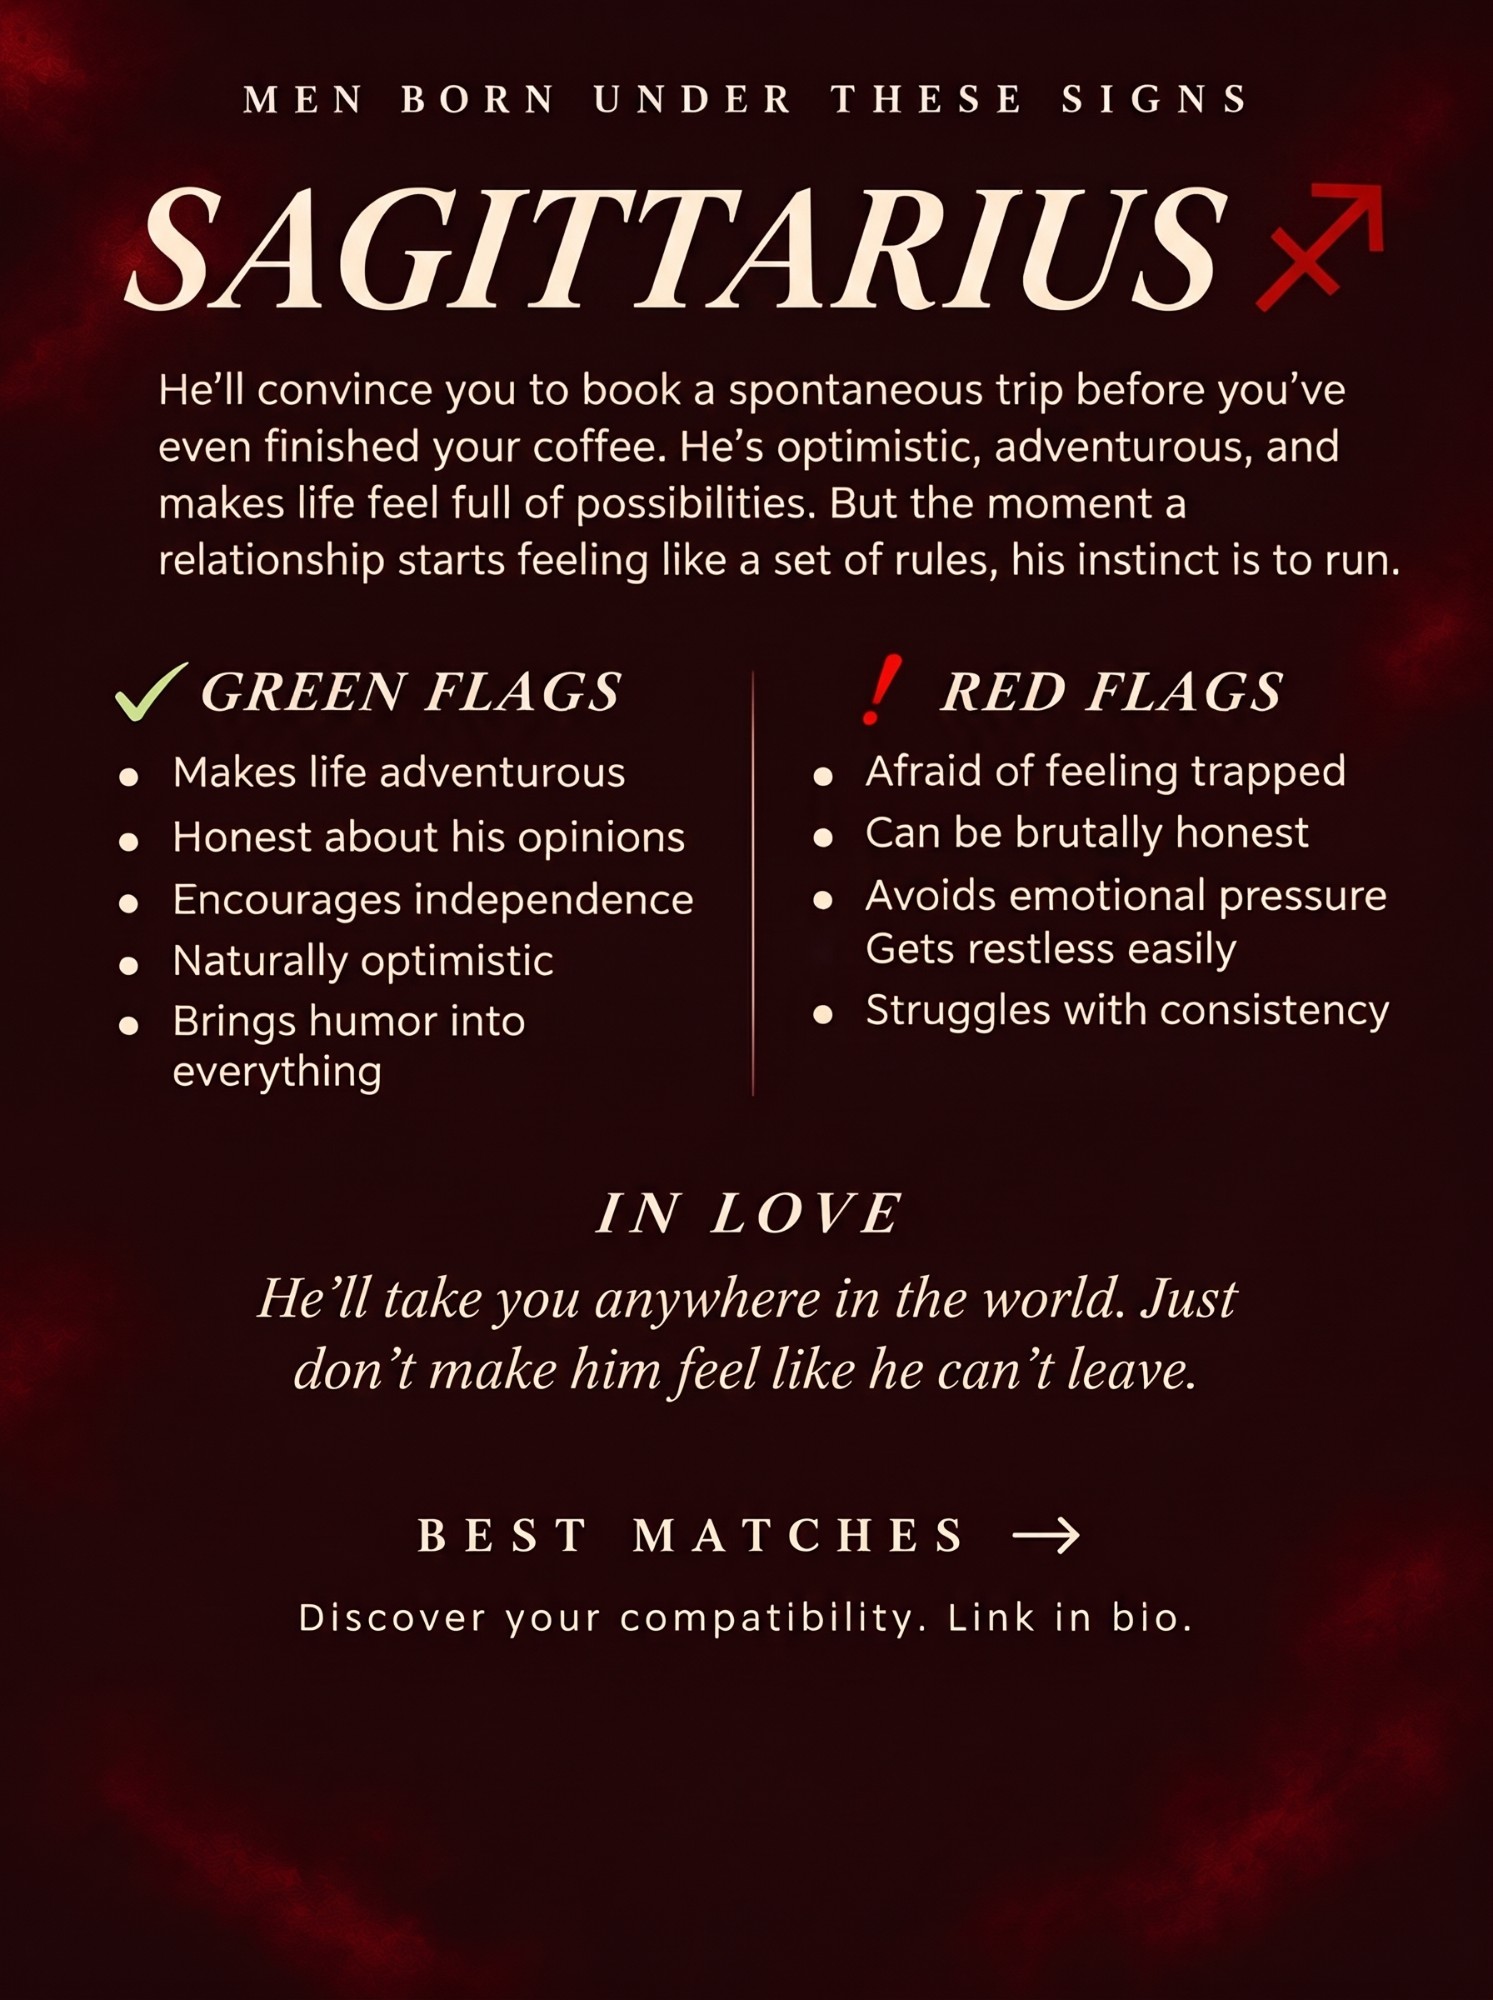 MEN BORN UNDER THESE SIGNS
SAGITTARIUS ♐
He’ll convince you to book a spontaneous trip before you’ve
even finished your coffee. He’s optimistic, adventurous, and
makes life feel full of possibilities. But the moment a
relationship starts feeling like a set of rules, his instinct is to run.
✓ GREEN FLAGS
• Makes life adventurous
• Honest about his opinions
• Encourages independence
• Naturally optimistic
• Brings humor into
everything
! RED FLAGS
• Afraid of feeling trapped
• Can be brutally honest
• Avoids emotional pressure
Gets restless easily
• Struggles with consistency
IN LOVE
He’ll take you anywhere in the world. Just
don’t make him feel like he can’t leave.
BEST MATCHES →
Discover your compatibility. Link in bio.